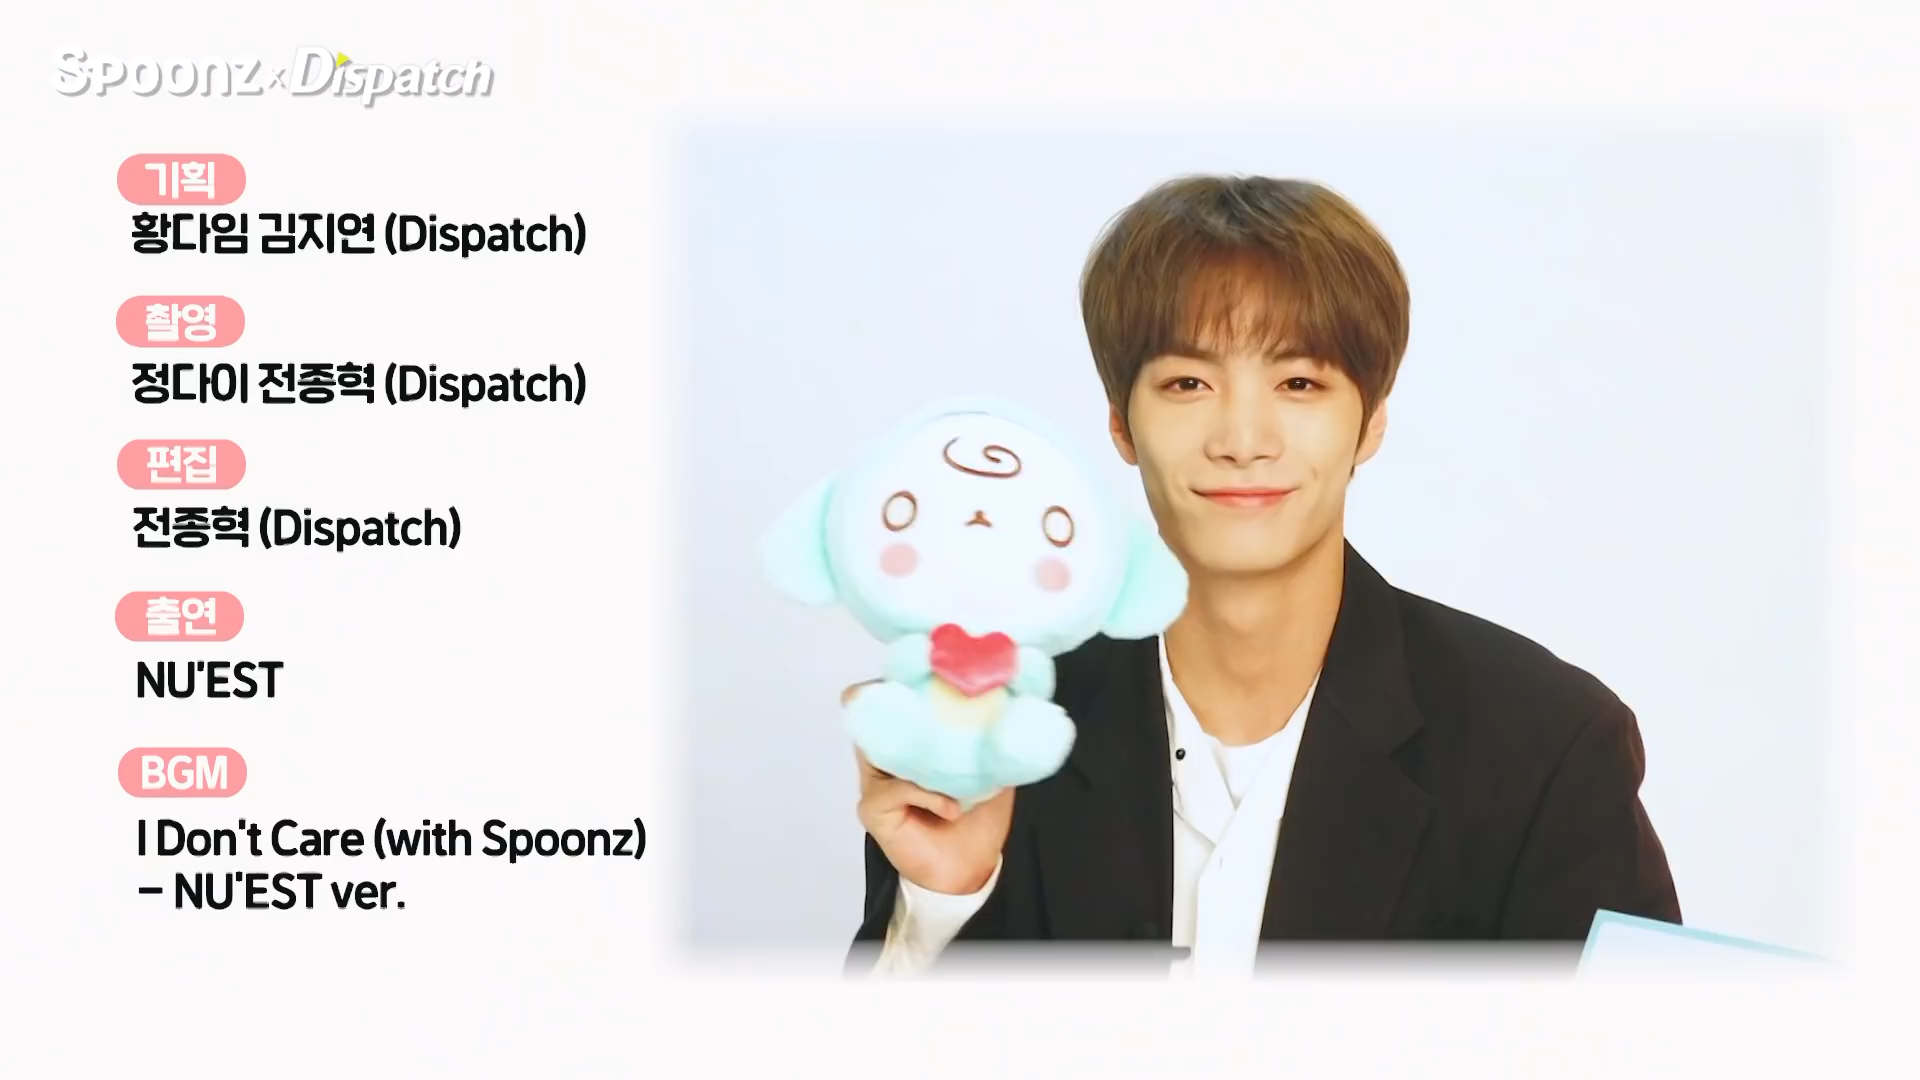 Spoonz x Dispatch
기획
황다임 김지연 (Dispatch)
촬영
정다이 전종혁 (Dispatch)
편집
전종혁 (Dispatch)
출연
NU'EST
BGM
I Don't Care (with Spoonz)
– NU'EST ver.